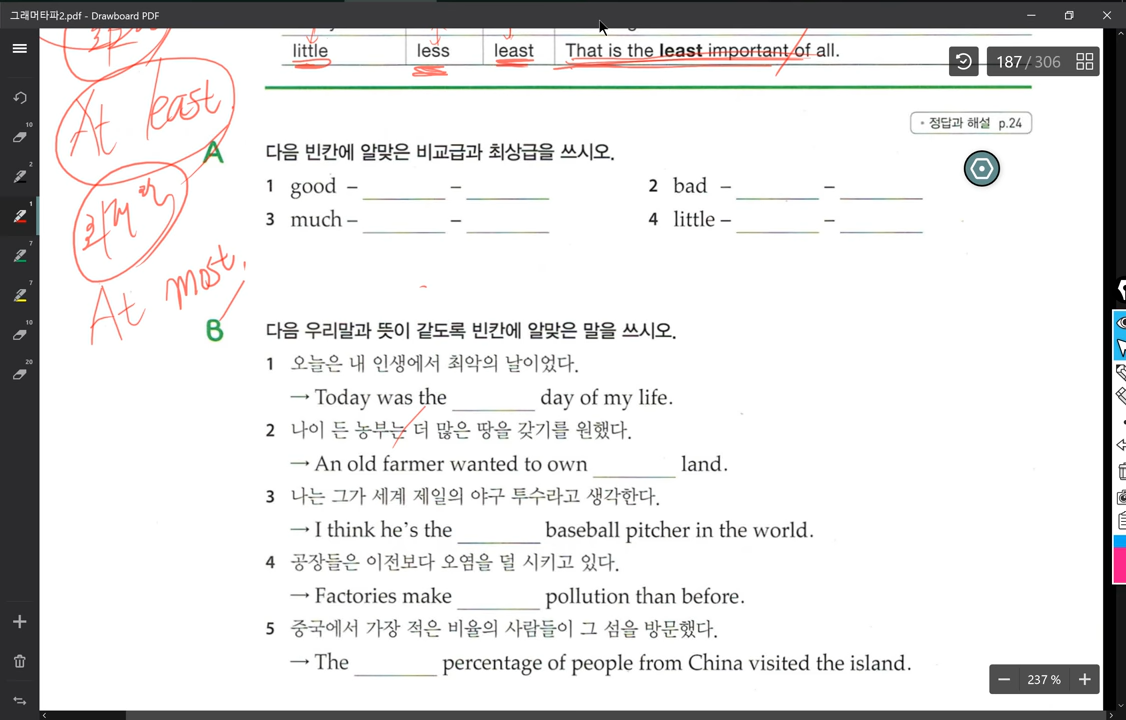 그래머타파2.pdf - Drawboard PDF
little less least That is the least important of all.
187 / 306
At least
정답과 해설 p.24
A 다음 빈칸에 알맞은 비교급과 최상급을 쓰시오.
1 good – ________ – ________ 2 bad – ________ – ________
3 much – ________ – ________ 4 little – ________ – ________
At most.
B 다음 우리말과 뜻이 같도록 빈칸에 알맞은 말을 쓰시오.
1 오늘은 내 인생에서 최악의 날이었다.
→ Today was the ________ day of my life.
2 나이 든 농부는 더 많은 땅을 갖기를 원했다.
→ An old farmer wanted to own ________ land.
3 나는 그가 세계 제일의 야구 투수라고 생각한다.
→ I think he's the ________ baseball pitcher in the world.
4 공장들은 이전보다 오염을 덜 시키고 있다.
→ Factories make ________ pollution than before.
5 중국에서 가장 적은 비율의 사람들이 그 섬을 방문했다.
→ The ________ percentage of people from China visited the island.
237 %
10
2
1
7
7
10
20